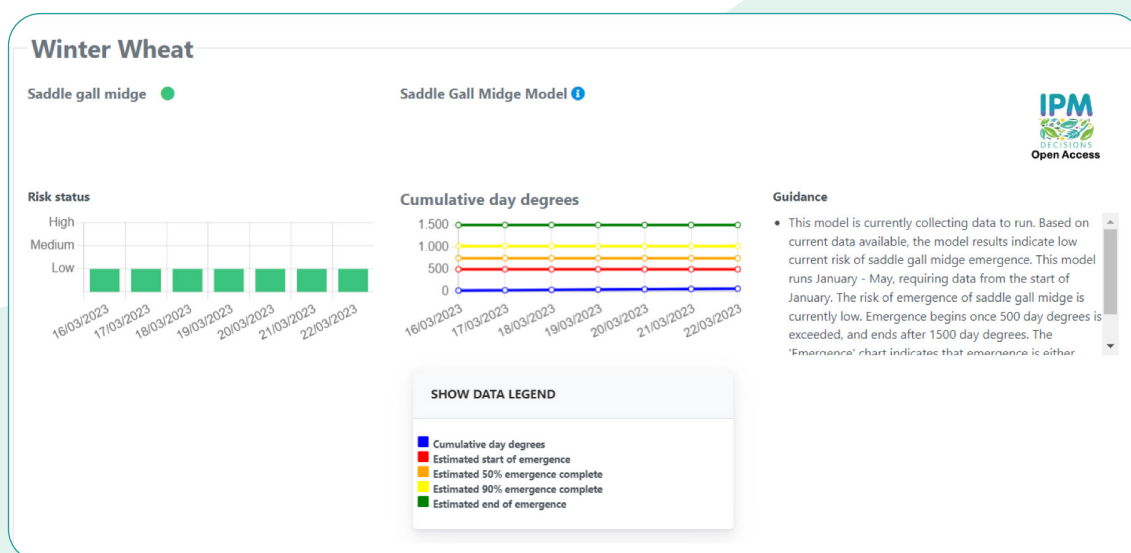 Winter Wheat
Saddle gall midge
Saddle Gall Midge Model
IPM
DECISIONS
Open Access
Risk status
High
Medium
Low
16/03/2023
17/03/2023
18/03/2023
19/03/2023
20/03/2023
21/03/2023
22/03/2023
Cumulative day degrees
1.500
1.000
500
0
16/03/2023
17/03/2023
18/03/2023
19/03/2023
20/03/2023
21/03/2023
22/03/2023
Guidance
• This model is currently collecting data to run. Based on
current data available, the model results indicate low
current risk of saddle gall midge emergence. This model
runs January - May, requiring data from the start of
January. The risk of emergence of saddle gall midge is
currently low. Emergence begins once 500 day degrees is
exceeded, and ends after 1500 day degrees. The
'Emergence' chart indicates that emergence is either
SHOW DATA LEGEND
Cumulative day degrees
Estimated start of emergence
Estimated 50% emergence complete
Estimated 90% emergence complete
Estimated end of emergence